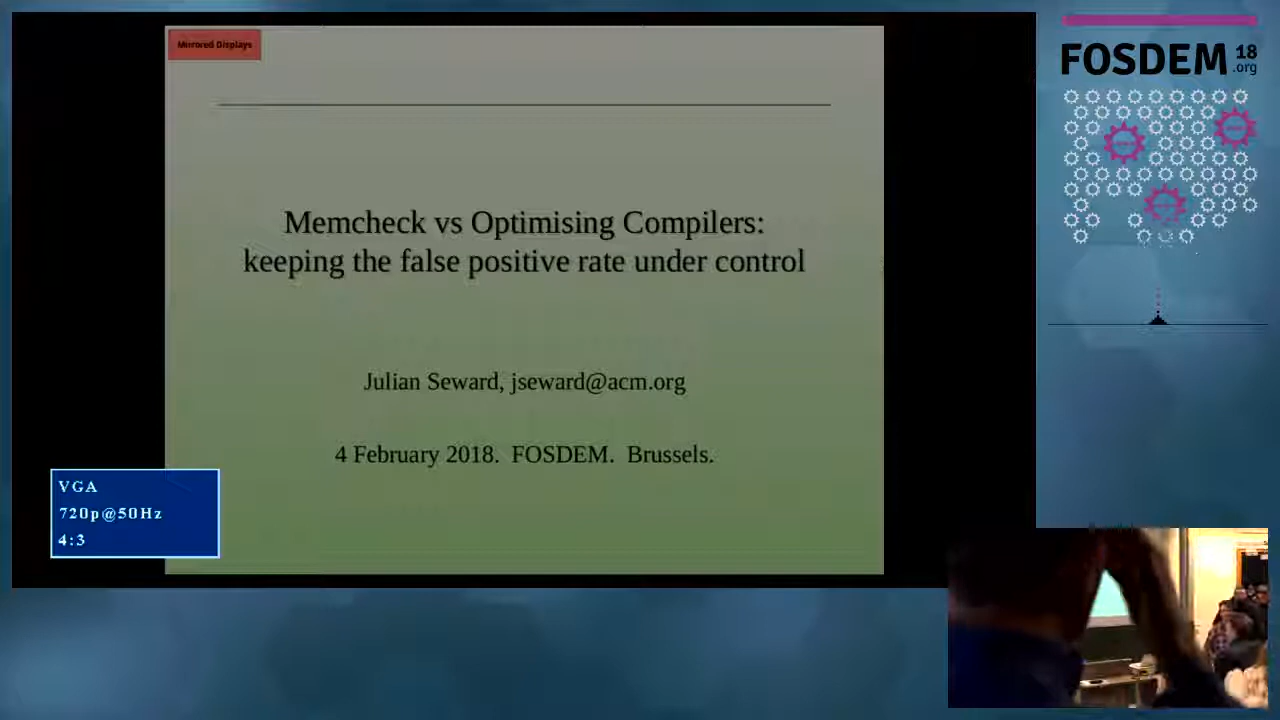 Mirrored Displays
Memcheck vs Optimising Compilers:
keeping the false positive rate under control
Julian Seward, jseward@acm.org
4 February 2018. FOSDEM. Brussels.
VGA
720p@50Hz
4:3
FOSDEM 18
.org